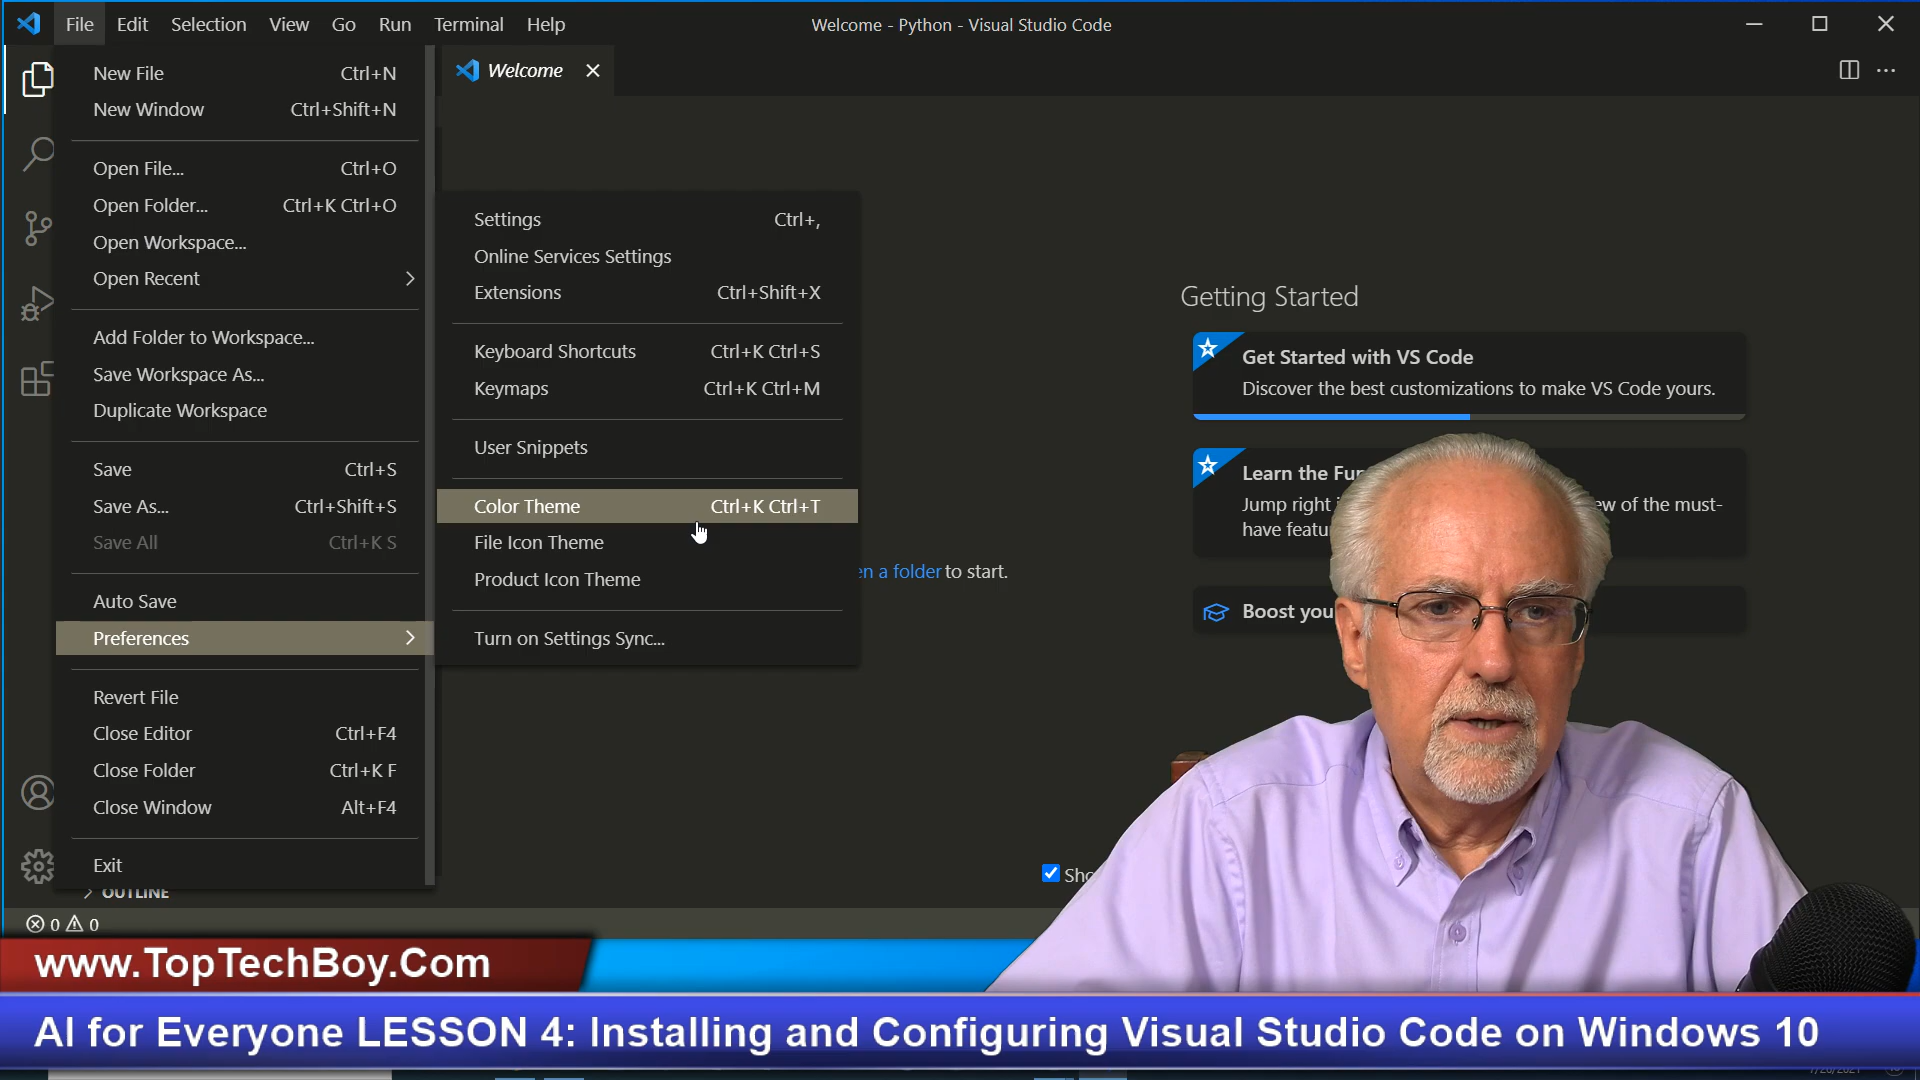 File Edit Selection View Go Run Terminal Help
Welcome - Python - Visual Studio Code
Welcome
New File Ctrl+N
New Window Ctrl+Shift+N
Open File... Ctrl+O
Open Folder... Ctrl+K Ctrl+O
Open Workspace...
Open Recent
Add Folder to Workspace...
Save Workspace As...
Duplicate Workspace
Save Ctrl+S
Save As... Ctrl+Shift+S
Save All Ctrl+K S
Auto Save
Preferences
Revert File
Close Editor Ctrl+F4
Close Folder Ctrl+K F
Close Window Alt+F4
Exit
OUTLINE
0 0
Settings Ctrl+,
Online Services Settings
Extensions Ctrl+Shift+X
Keyboard Shortcuts Ctrl+K Ctrl+S
Keymaps Ctrl+K Ctrl+M
User Snippets
Color Theme Ctrl+K Ctrl+T
File Icon Theme
Product Icon Theme
Turn on Settings Sync...
a folder to start.
Getting Started
Get Started with VS Code
Discover the best customizations to make VS Code yours.
Learn the
Jump right of the must-
have
Boost
www.TopTechBoy.Com
AI for Everyone LESSON 4: Installing and Configuring Visual Studio Code on Windows 10